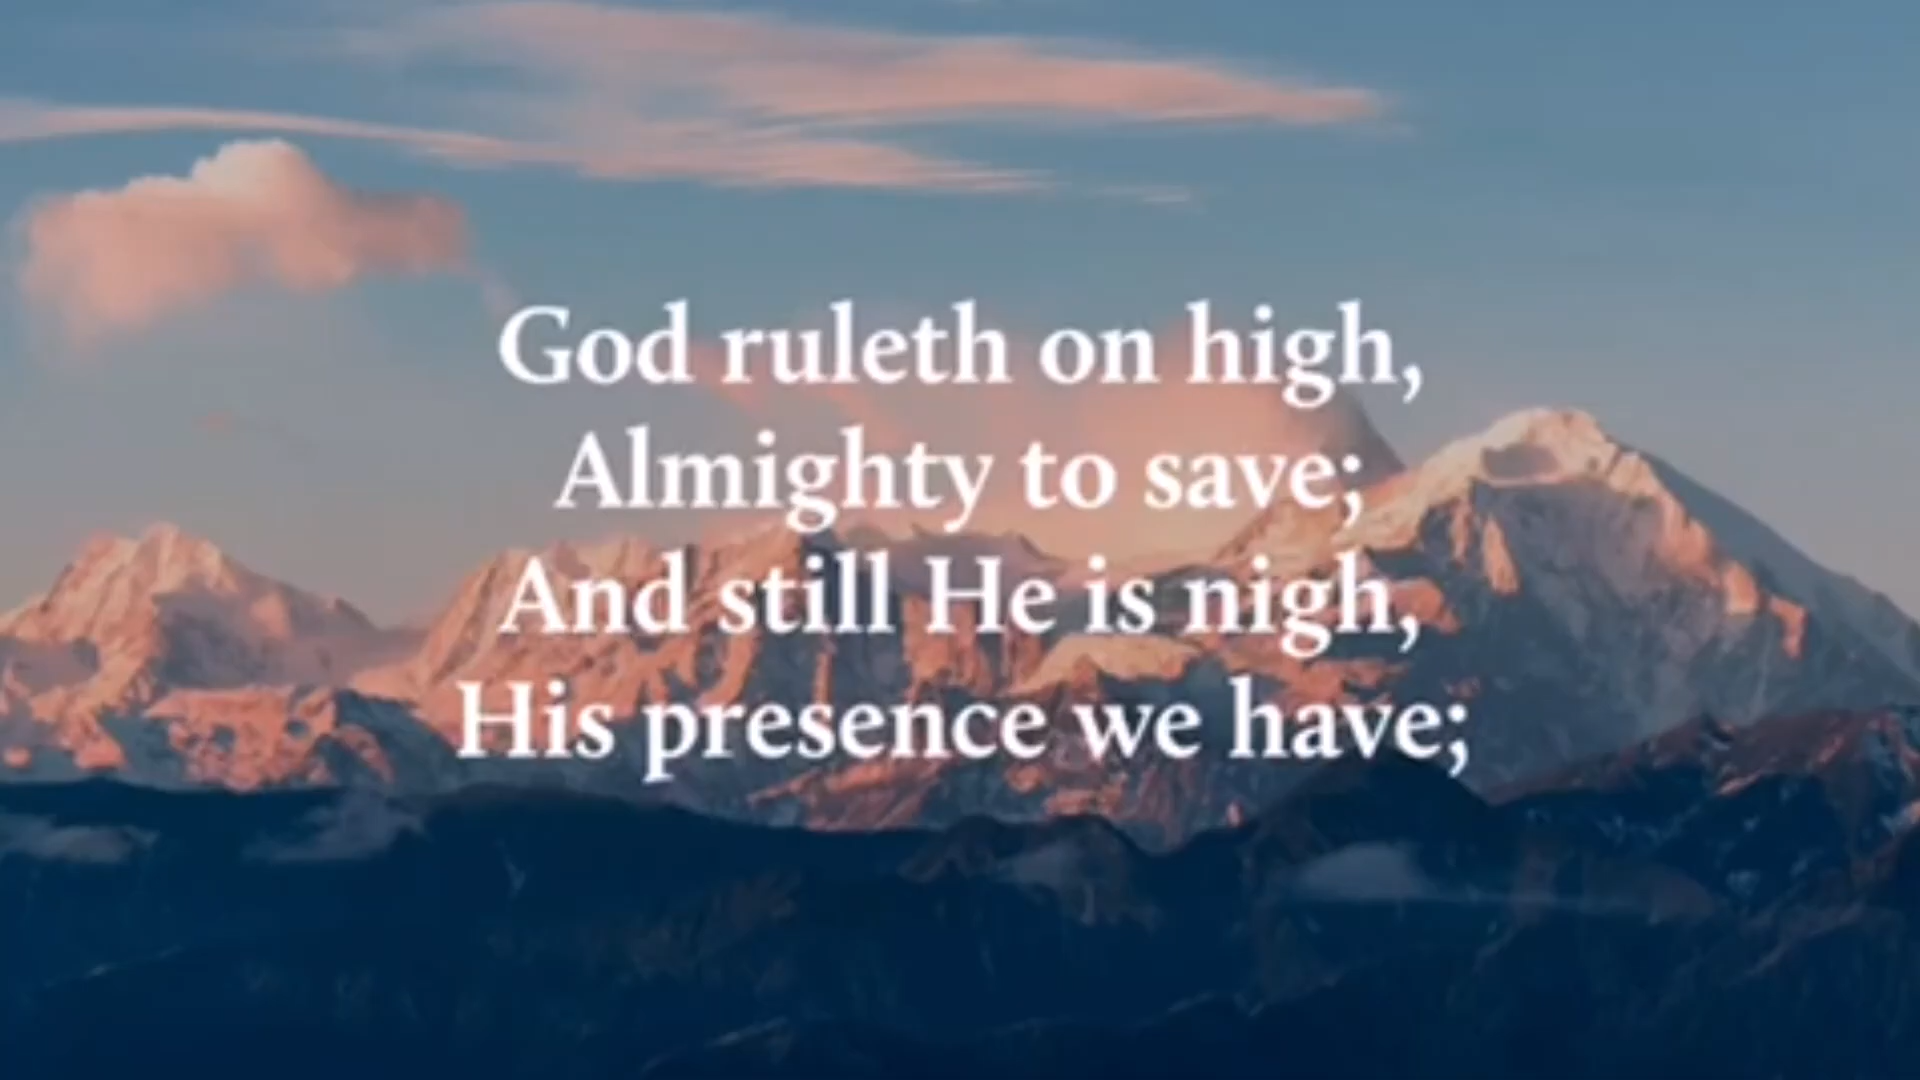 God ruleth on high,
Almighty to save;
And still He is nigh,
His presence we have;